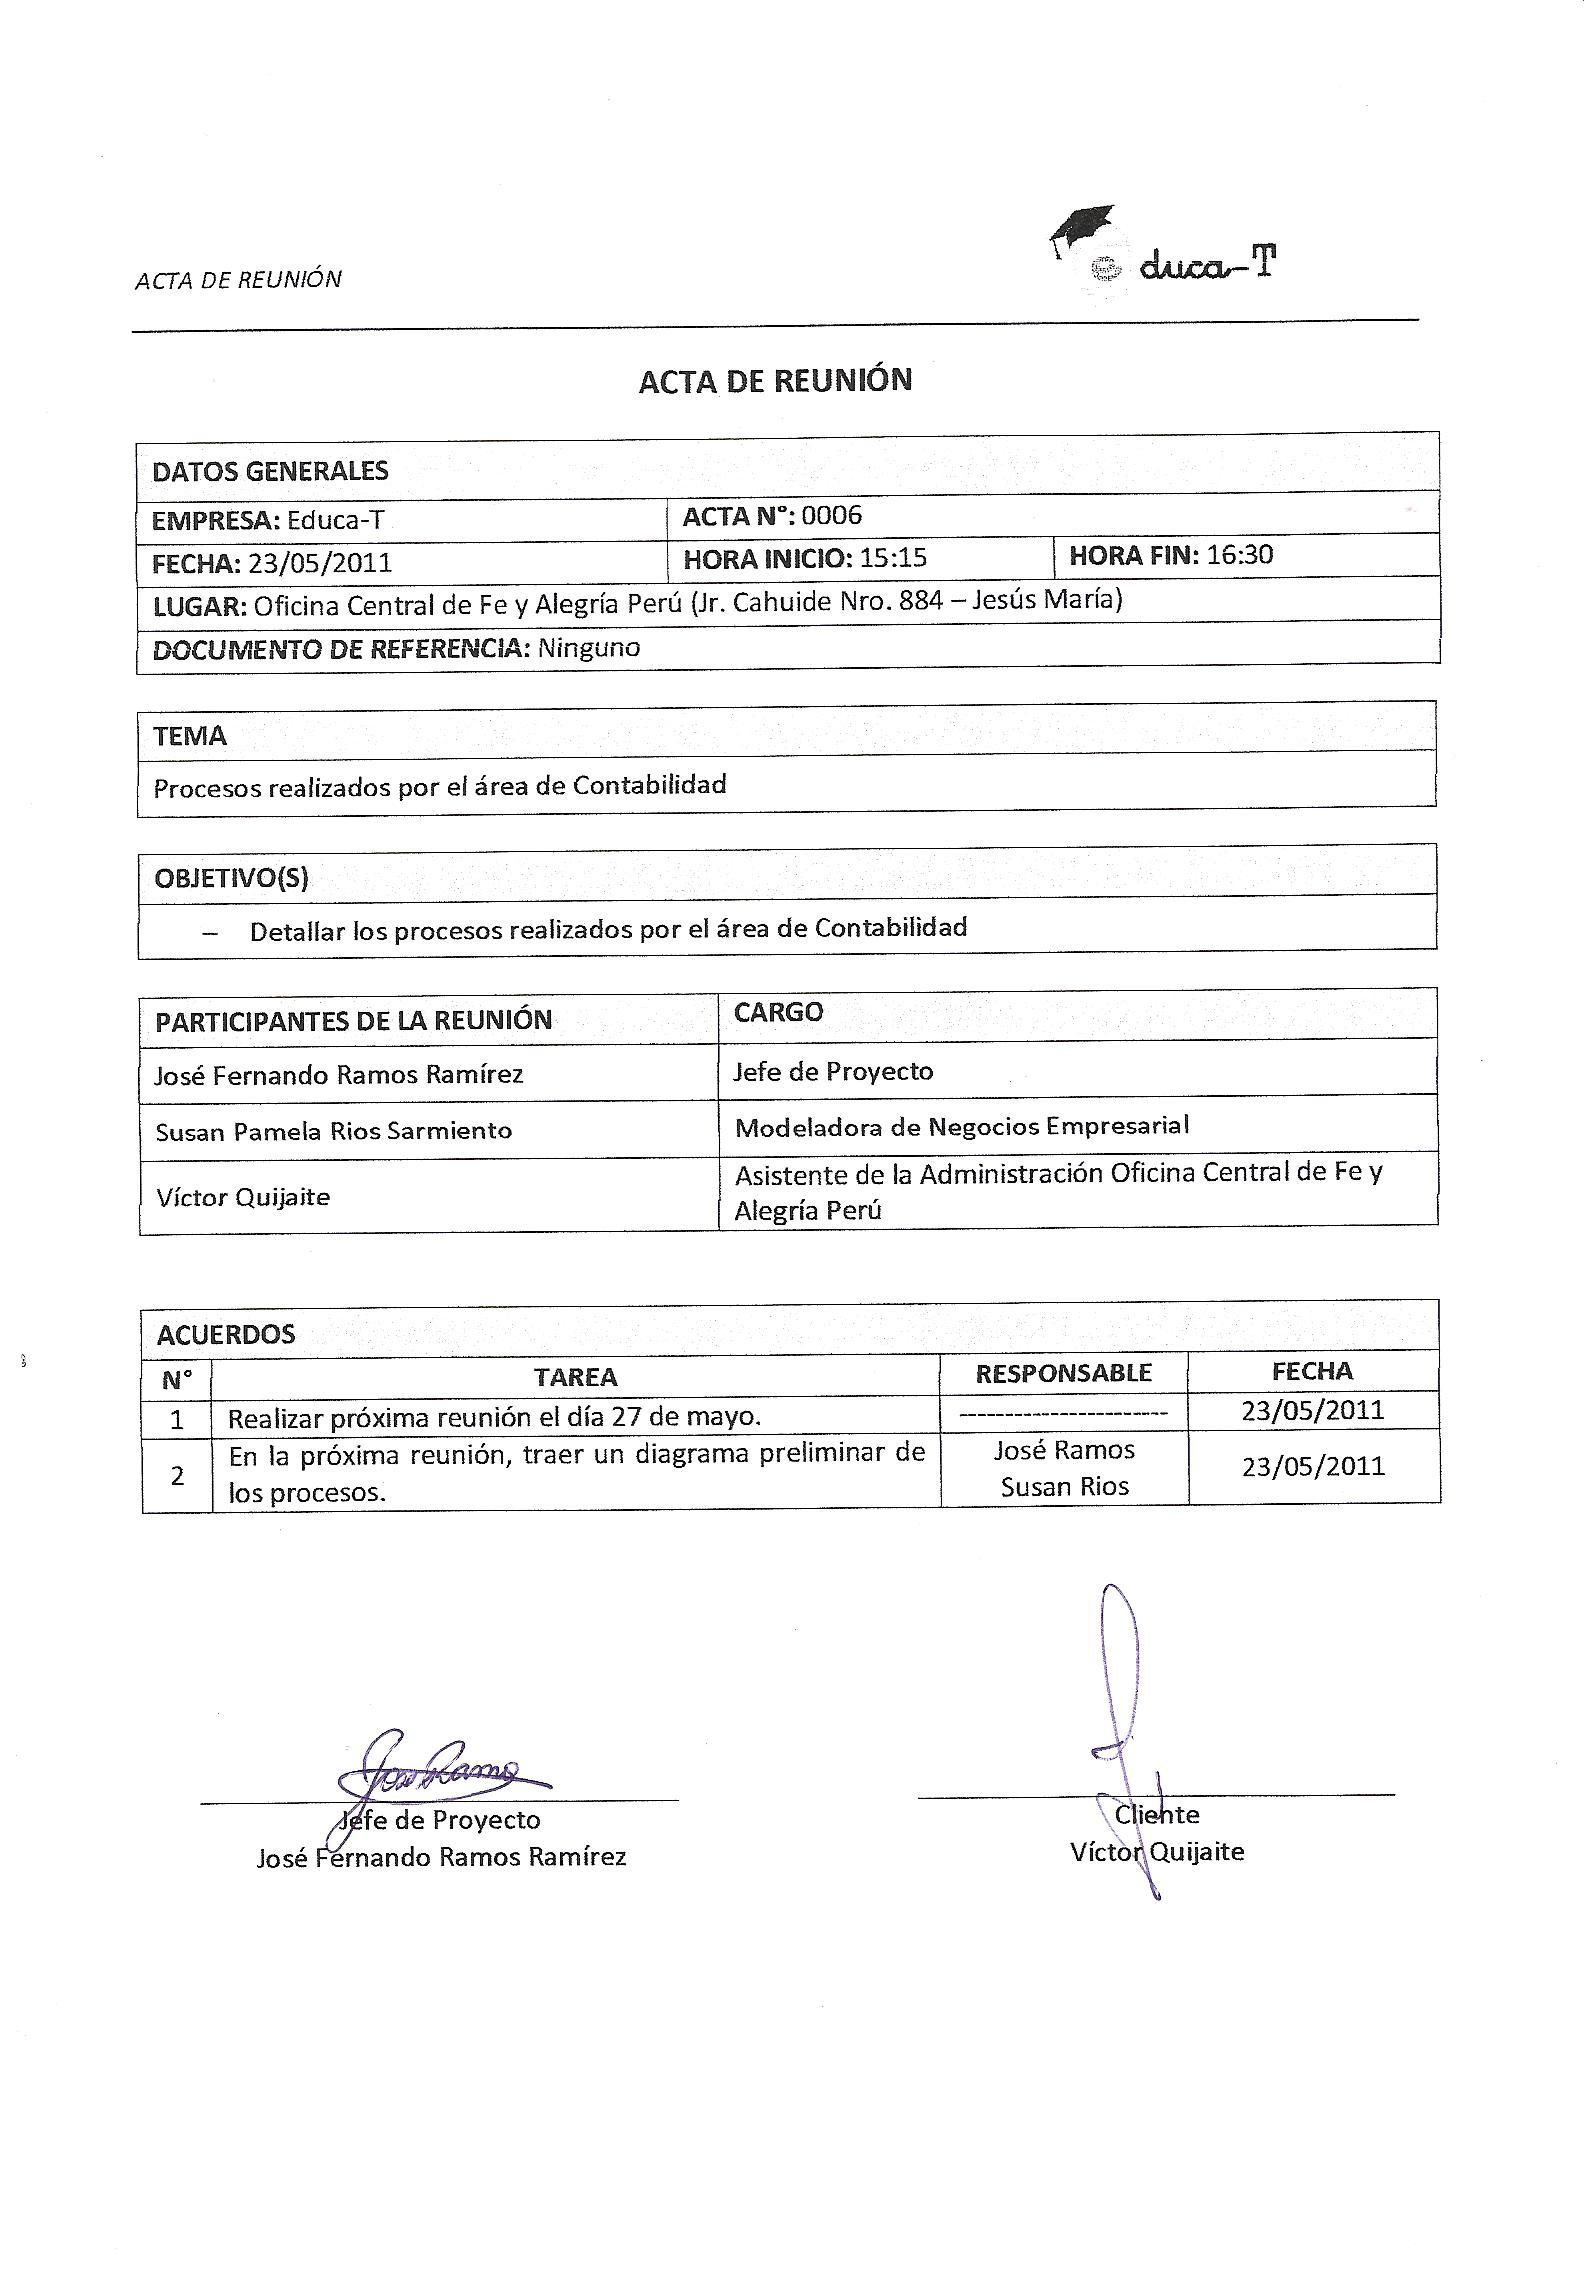 ACTA DE REUNIÓN
educa-T
ACTA DE REUNIÓN
DATOS GENERALES
EMPRESA: Educa-T ACTA N°: 0006
FECHA: 23/05/2011 HORA INICIO: 15:15 HORA FIN: 16:30
LUGAR: Oficina Central de Fe y Alegría Perú (Jr. Cahuide Nro. 884 – Jesús María)
DOCUMENTO DE REFERENCIA: Ninguno
TEMA
Procesos realizados por el área de Contabilidad
OBJETIVO(S)
– Detallar los procesos realizados por el área de Contabilidad
PARTICIPANTES DE LA REUNIÓN CARGO
José Fernando Ramos Ramírez Jefe de Proyecto
Susan Pamela Rios Sarmiento Modeladora de Negocios Empresarial
Víctor Quijaite Asistente de la Administración Oficina Central de Fe y
Alegría Perú
ACUERDOS
N° TAREA RESPONSABLE FECHA
1 Realizar próxima reunión el día 27 de mayo. ----------------------- 23/05/2011
2 En la próxima reunión, traer un diagrama preliminar de
los procesos. José Ramos
Susan Rios 23/05/2011
Jose Ramos
Jefe de Proyecto
José Fernando Ramos Ramírez
Cliente
Víctor Quijaite